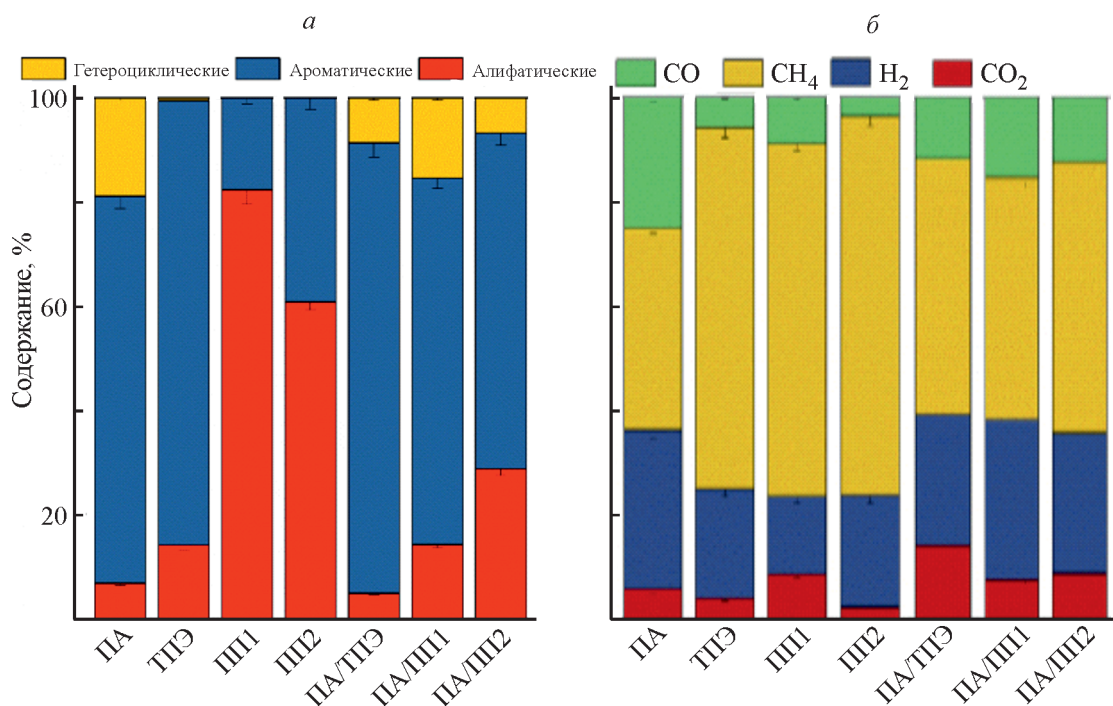 а
б
Гетероциклические Ароматические Алифатические
CO CH₄ H₂ CO₂
Содержание, %
100
60
20
ПА ТПЭ ПП1 ПП2 ПА/ТПЭ ПА/ПП1 ПА/ПП2
ПА ТПЭ ПП1 ПП2 ПА/ТПЭ ПА/ПП1 ПА/ПП2